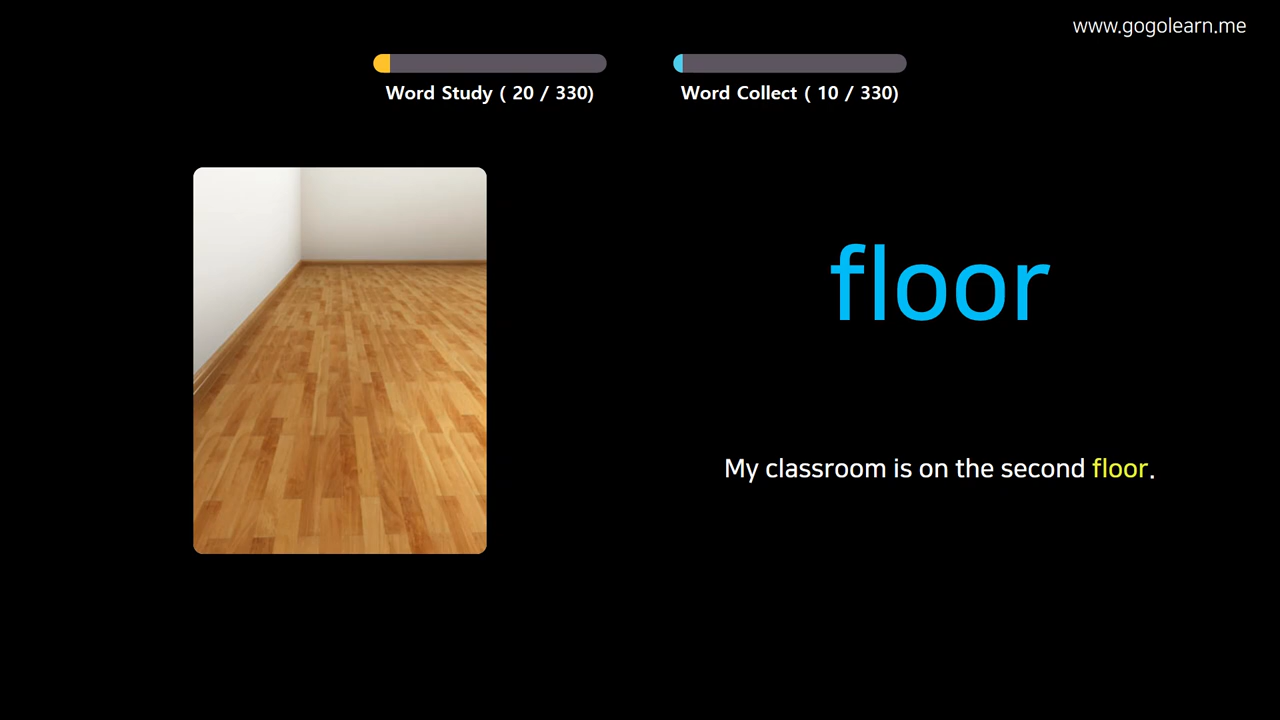 www.gogolearn.me
Word Study ( 20 / 330)
Word Collect ( 10 / 330)
floor
My classroom is on the second floor.